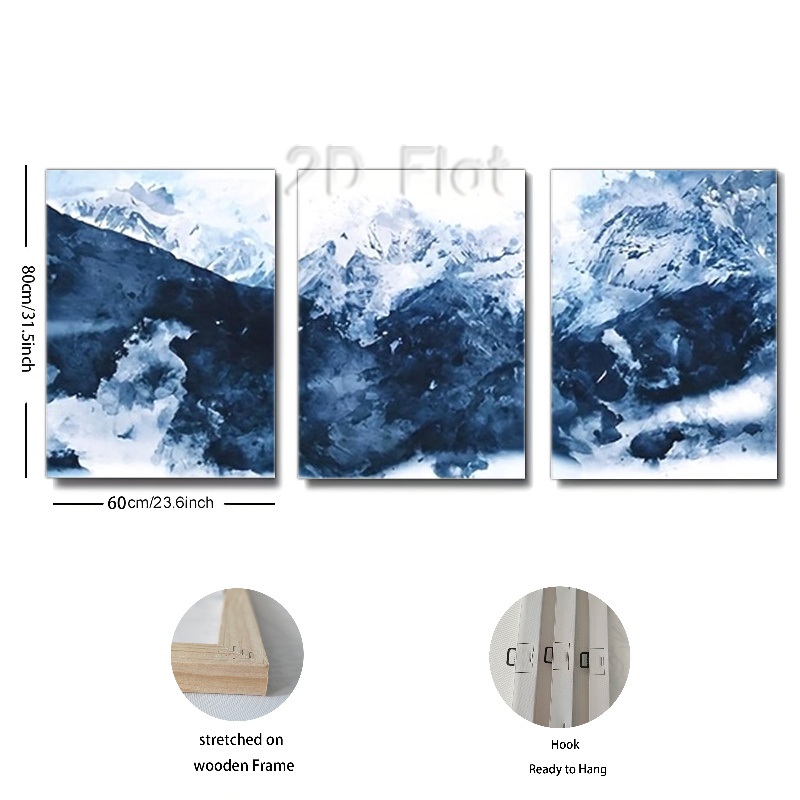 2D Flat
80cm/31.5inch
60cm/23.6inch
stretched on
wooden Frame
Hook
Ready to Hang